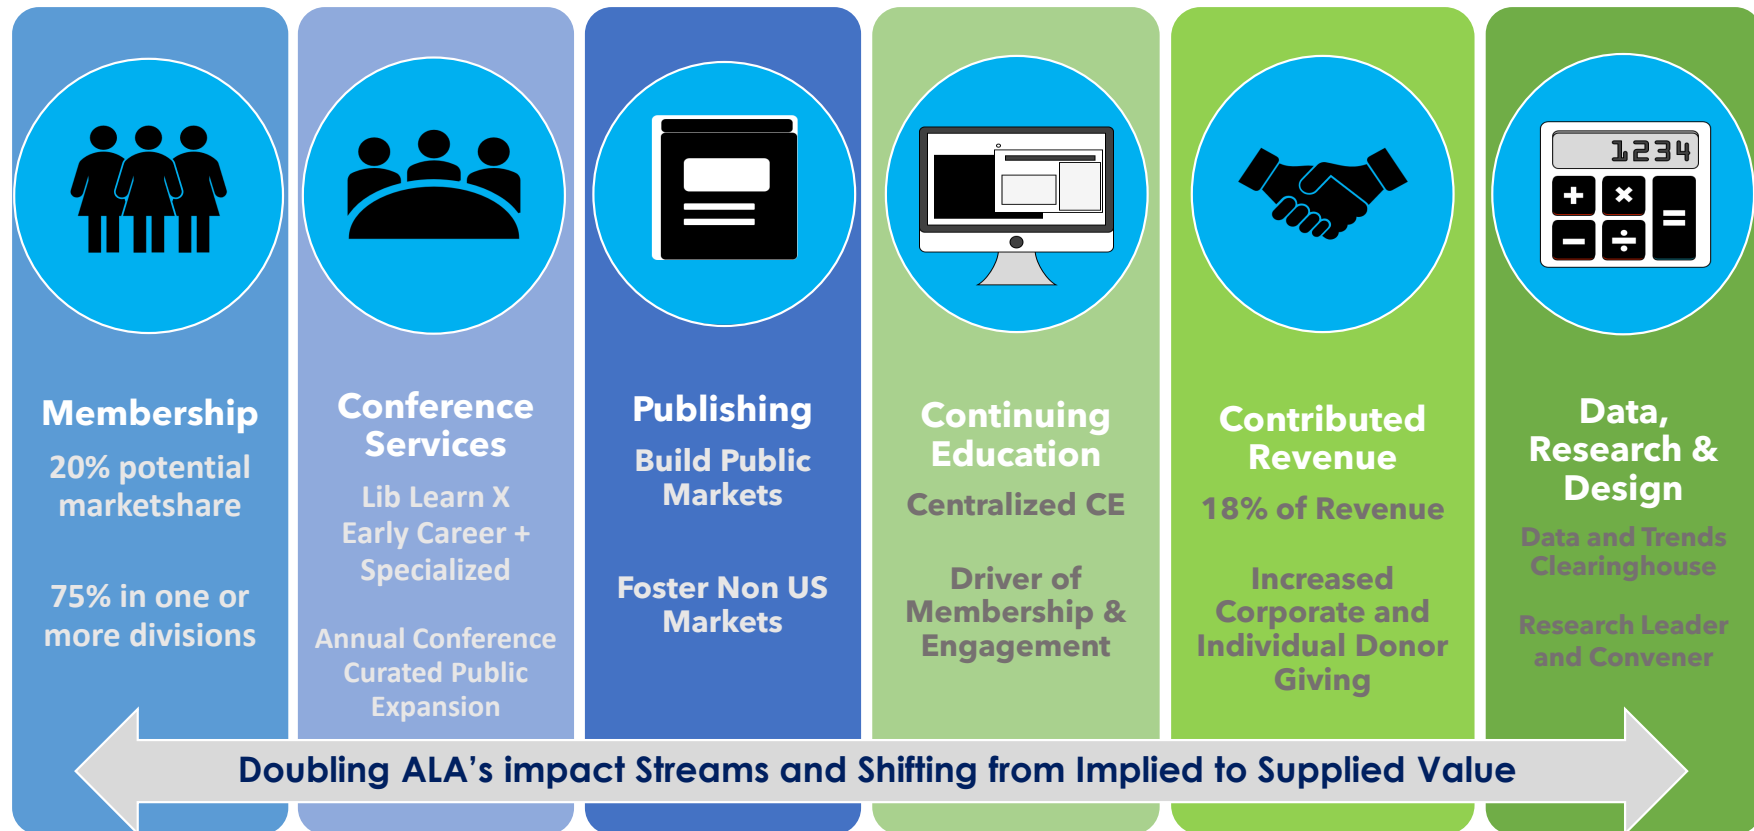 1234
Membership
20% potential
marketshare
75% in one or
more divisions
Conference
Services
Lib Learn X
Early Career +
Specialized
Annual Conference
Curated Public
Expansion
Publishing
Build Public
Markets
Foster Non US
Markets
Continuing
Education
Centralized CE
Driver of
Membership &
Engagement
Contributed
Revenue
18% of Revenue
Increased
Corporate and
Individual Donor
Giving
Data,
Research &
Design
Data and Trends
Clearinghouse
Research Leader
and Convener
Doubling ALA’s impact Streams and Shifting from Implied to Supplied Value